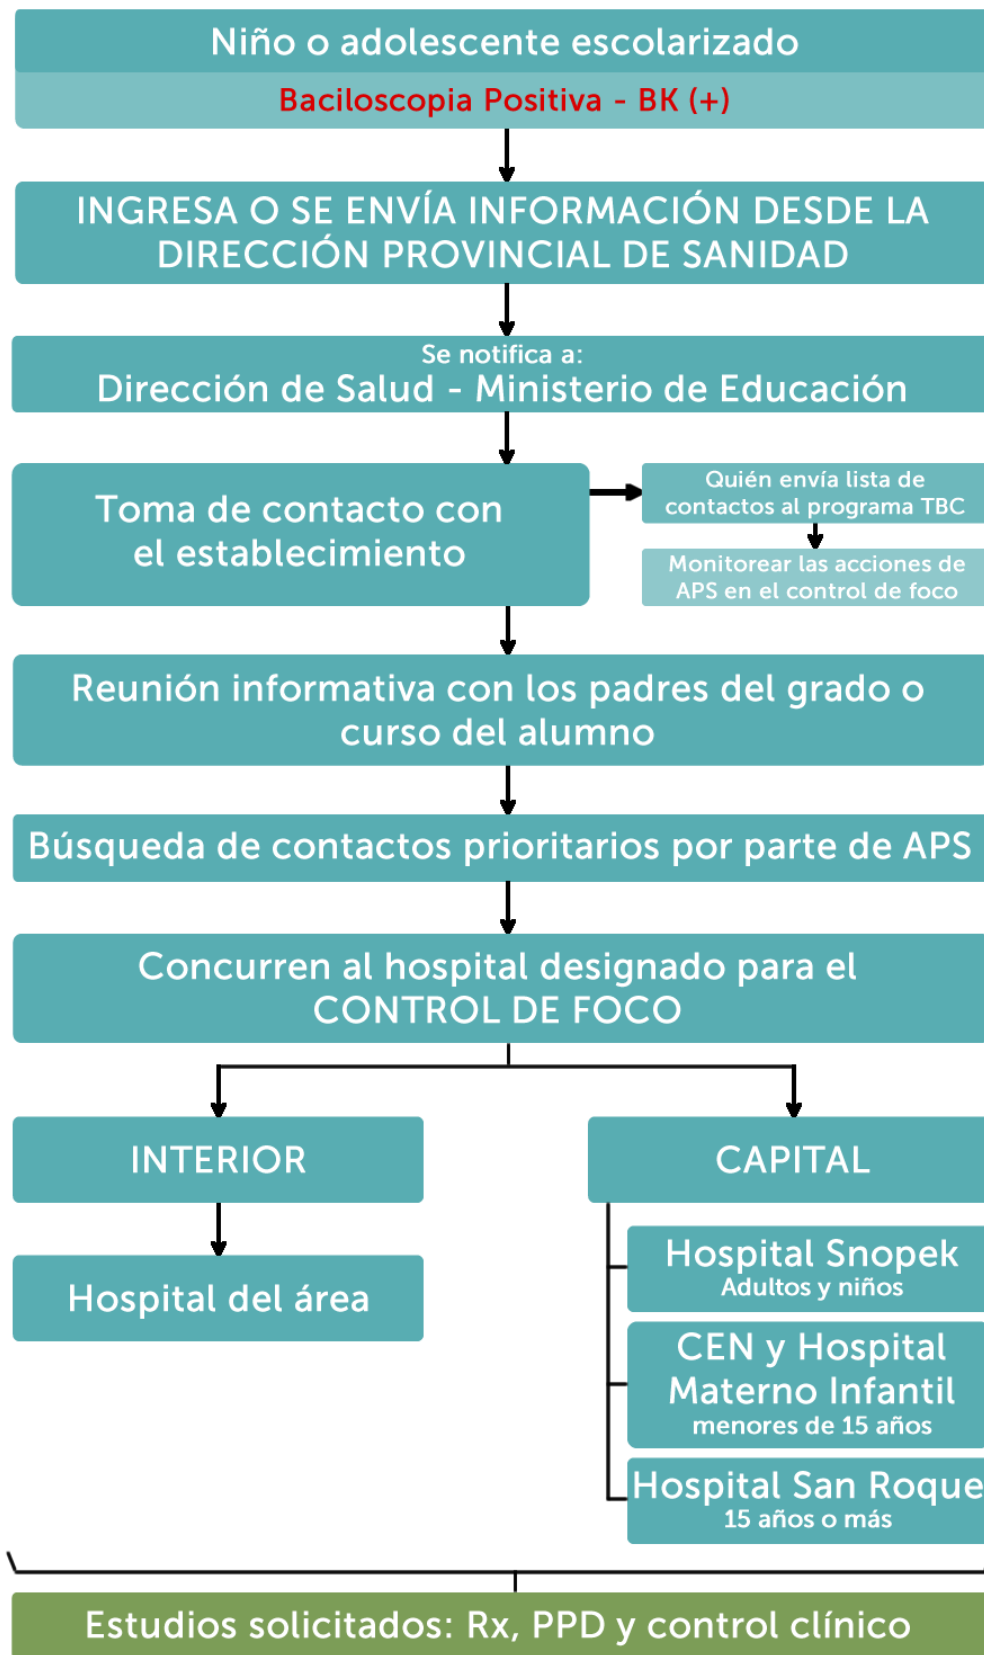 Niño o adolescente escolarizado
Baciloscopia Positiva - BK (+)
INGRESA O SE ENVÍA INFORMACIÓN DESDE LA
DIRECCIÓN PROVINCIAL DE SANIDAD
Se notifica a:
Dirección de Salud - Ministerio de Educación
Toma de contacto con
el establecimiento
Quién envía lista de
contactos al programa TBC
Monitorear las acciones de
APS en el control de foco
Reunión informativa con los padres del grado o
curso del alumno
Búsqueda de contactos prioritarios por parte de APS
Concurren al hospital designado para el
CONTROL DE FOCO
INTERIOR
Hospital del área
CAPITAL
Hospital Snopek
Adultos y niños
CEN y Hospital
Materno Infantil
menores de 15 años
Hospital San Roque
15 años o más
Estudios solicitados: Rx, PPD y control clínico